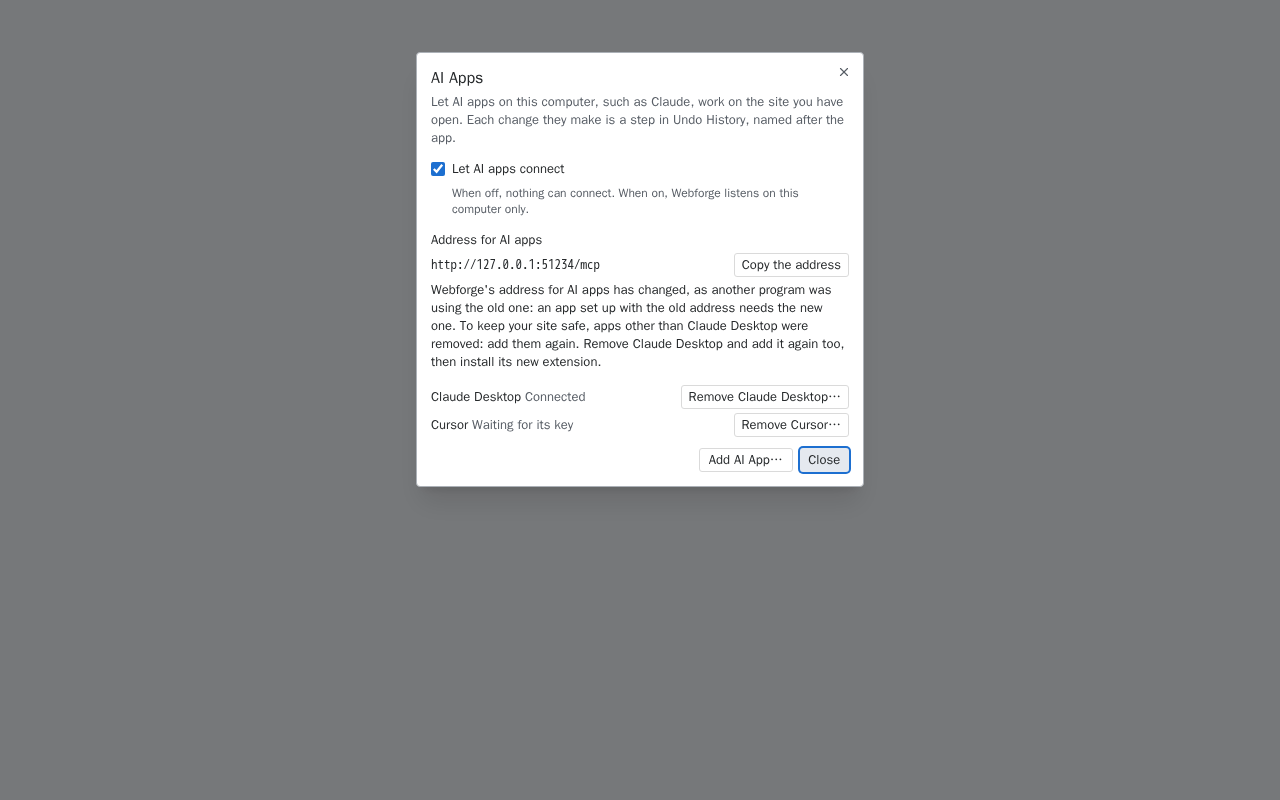 AI Apps
Let AI apps on this computer, such as Claude, work on the site you have
open. Each change they make is a step in Undo History, named after the
app.
Let AI apps connect
When off, nothing can connect. When on, Webforge listens on this
computer only.
Address for AI apps
http://127.0.0.1:51234/mcp
Copy the address
Webforge's address for AI apps has changed, as another program was
using the old one: an app set up with the old address needs the new
one. To keep your site safe, apps other than Claude Desktop were
removed: add them again. Remove Claude Desktop and add it again too,
then install its new extension.
Claude Desktop Connected
Remove Claude Desktop…
Cursor Waiting for its key
Remove Cursor…
Add AI App…
Close